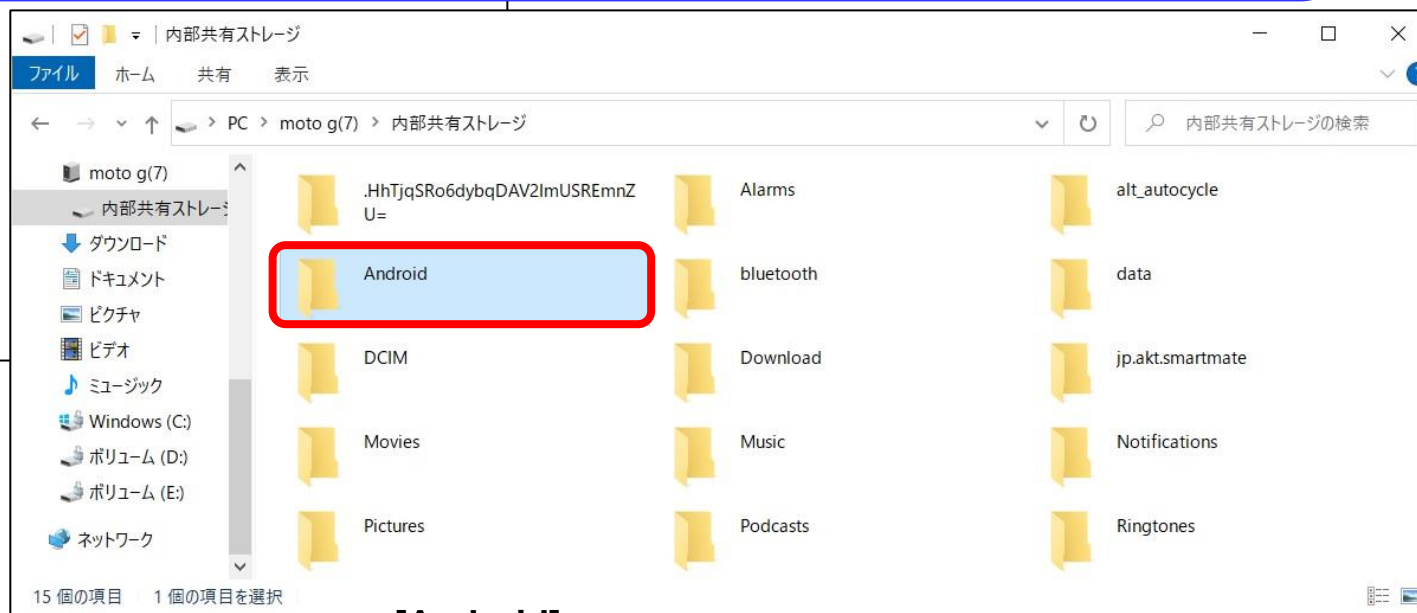 内部共有ストレージ
ファイル ホーム 共有 表示
PC > moto g(7) > 内部共有ストレージ
内部共有ストレージの検索
moto g(7)
内部共有ストレージ
ダウンロード
ドキュメント
ピクチャ
ビデオ
ミュージック
Windows (C:)
ボリューム (D:)
ボリューム (E:)
ネットワーク
.HhTjqSRo6dybqDAV2ImUSREmnZ
U=
Alarms
alt_autocycle
Android
bluetooth
data
DCIM
Download
jp.akt.smartmate
Movies
Music
Notifications
Pictures
Podcasts
Ringtones
15 個の項目 1 個の項目を選択